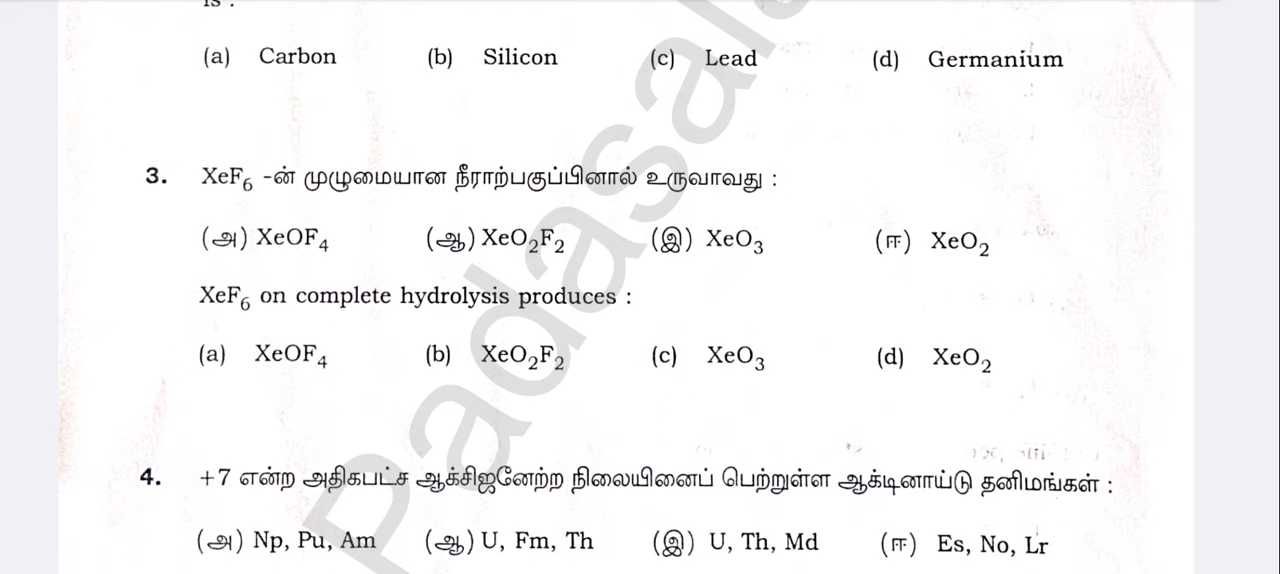 is :
(a) Carbon (b) Silicon (c) Lead (d) Germanium
3. XeF₆ -ன் முழுமையான நீராற்பகுப்பினால் உருவாவது :
(அ) XeOF₄ (ஆ) XeO₂F₂ (இ) XeO₃ (ஈ) XeO₂
XeF₆ on complete hydrolysis produces :
(a) XeOF₄ (b) XeO₂F₂ (c) XeO₃ (d) XeO₂
4. +7 என்ற அதிகபட்ச ஆக்சிஜனேற்ற நிலையினைப் பெற்றுள்ள ஆக்டினாய்டு தனிமங்கள் :
(அ) Np, Pu, Am (ஆ) U, Fm, Th (இ) U, Th, Md (ஈ) Es, No, Lr
Padasal